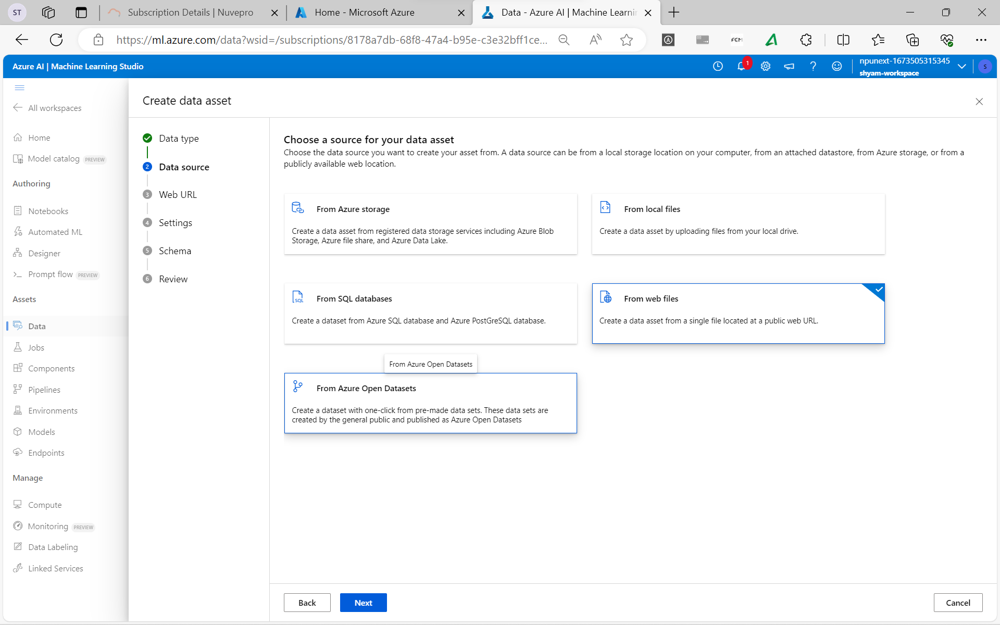 ST
Subscription Details | Nuvepro
Home - Microsoft Azure
Data - Azure AI | Machine Learnin
https://ml.azure.com/data?wsid=/subscriptions/8178a7db-68f8-47a4-b95e-c3e32bff1ce...
FCM
Azure AI | Machine Learning Studio
1
npunext-1673505315345
shyam-workspace
S
All workspaces
Home
Model catalog PREVIEW
Authoring
Notebooks
Automated ML
Designer
Prompt flow PREVIEW
Assets
Data
Jobs
Components
Pipelines
Environments
Models
Endpoints
Manage
Compute
Monitoring PREVIEW
Data Labeling
Linked Services
Create data asset
Data type
2 Data source
3 Web URL
4 Settings
5 Schema
6 Review
Choose a source for your data asset
Choose the data source you want to create your asset from. A data source can be from a local storage location on your computer, from an attached datastore, from Azure storage, or from a
publicly available web location.
From Azure storage
Create a data asset from registered data storage services including Azure Blob
Storage, Azure file share, and Azure Data Lake.
From local files
Create a data asset by uploading files from your local drive.
SQL
From SQL databases
Create a dataset from Azure SQL database and Azure PostGreSQL database.
From web files
Create a data asset from a single file located at a public web URL.
From Azure Open Datasets
From Azure Open Datasets
Create a dataset with one-click from pre-made data sets. These data sets are
created by the general public and published as Azure Open Datasets
Back
Next
Cancel